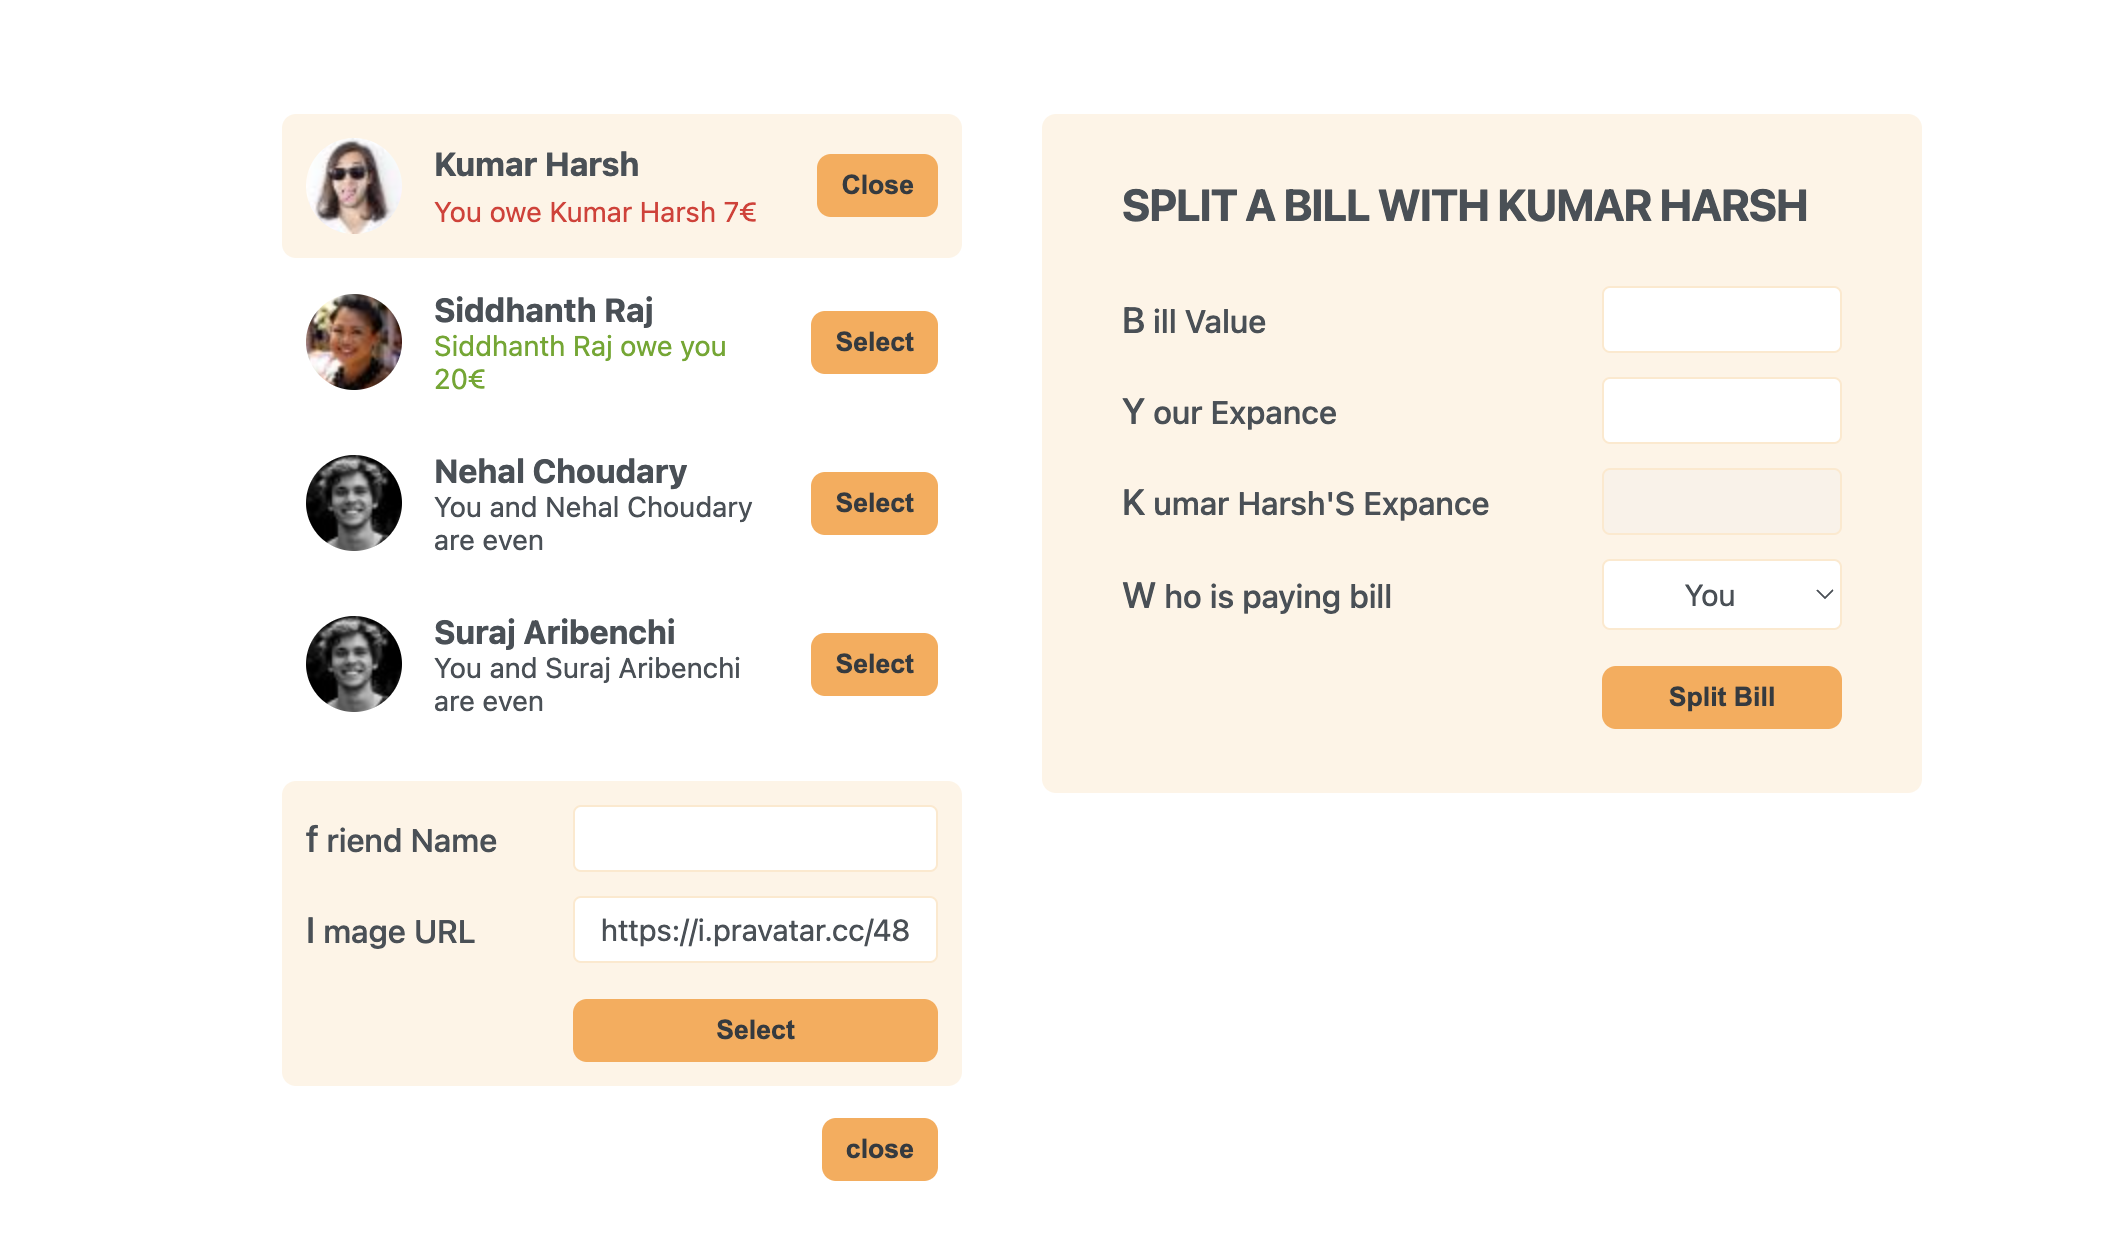 Kumar Harsh
You owe Kumar Harsh 7€
Close
Siddhanth Raj
Siddhanth Raj owe you
20€
Select
Nehal Choudary
You and Nehal Choudary
are even
Select
Suraj Aribenchi
You and Suraj Aribenchi
are even
Select
f riend Name
I mage URL
https://i.pravatar.cc/48
Select
close
SPLIT A BILL WITH KUMAR HARSH
B ill Value
Y our Expance
K umar Harsh'S Expance
W ho is paying bill
You
Split Bill